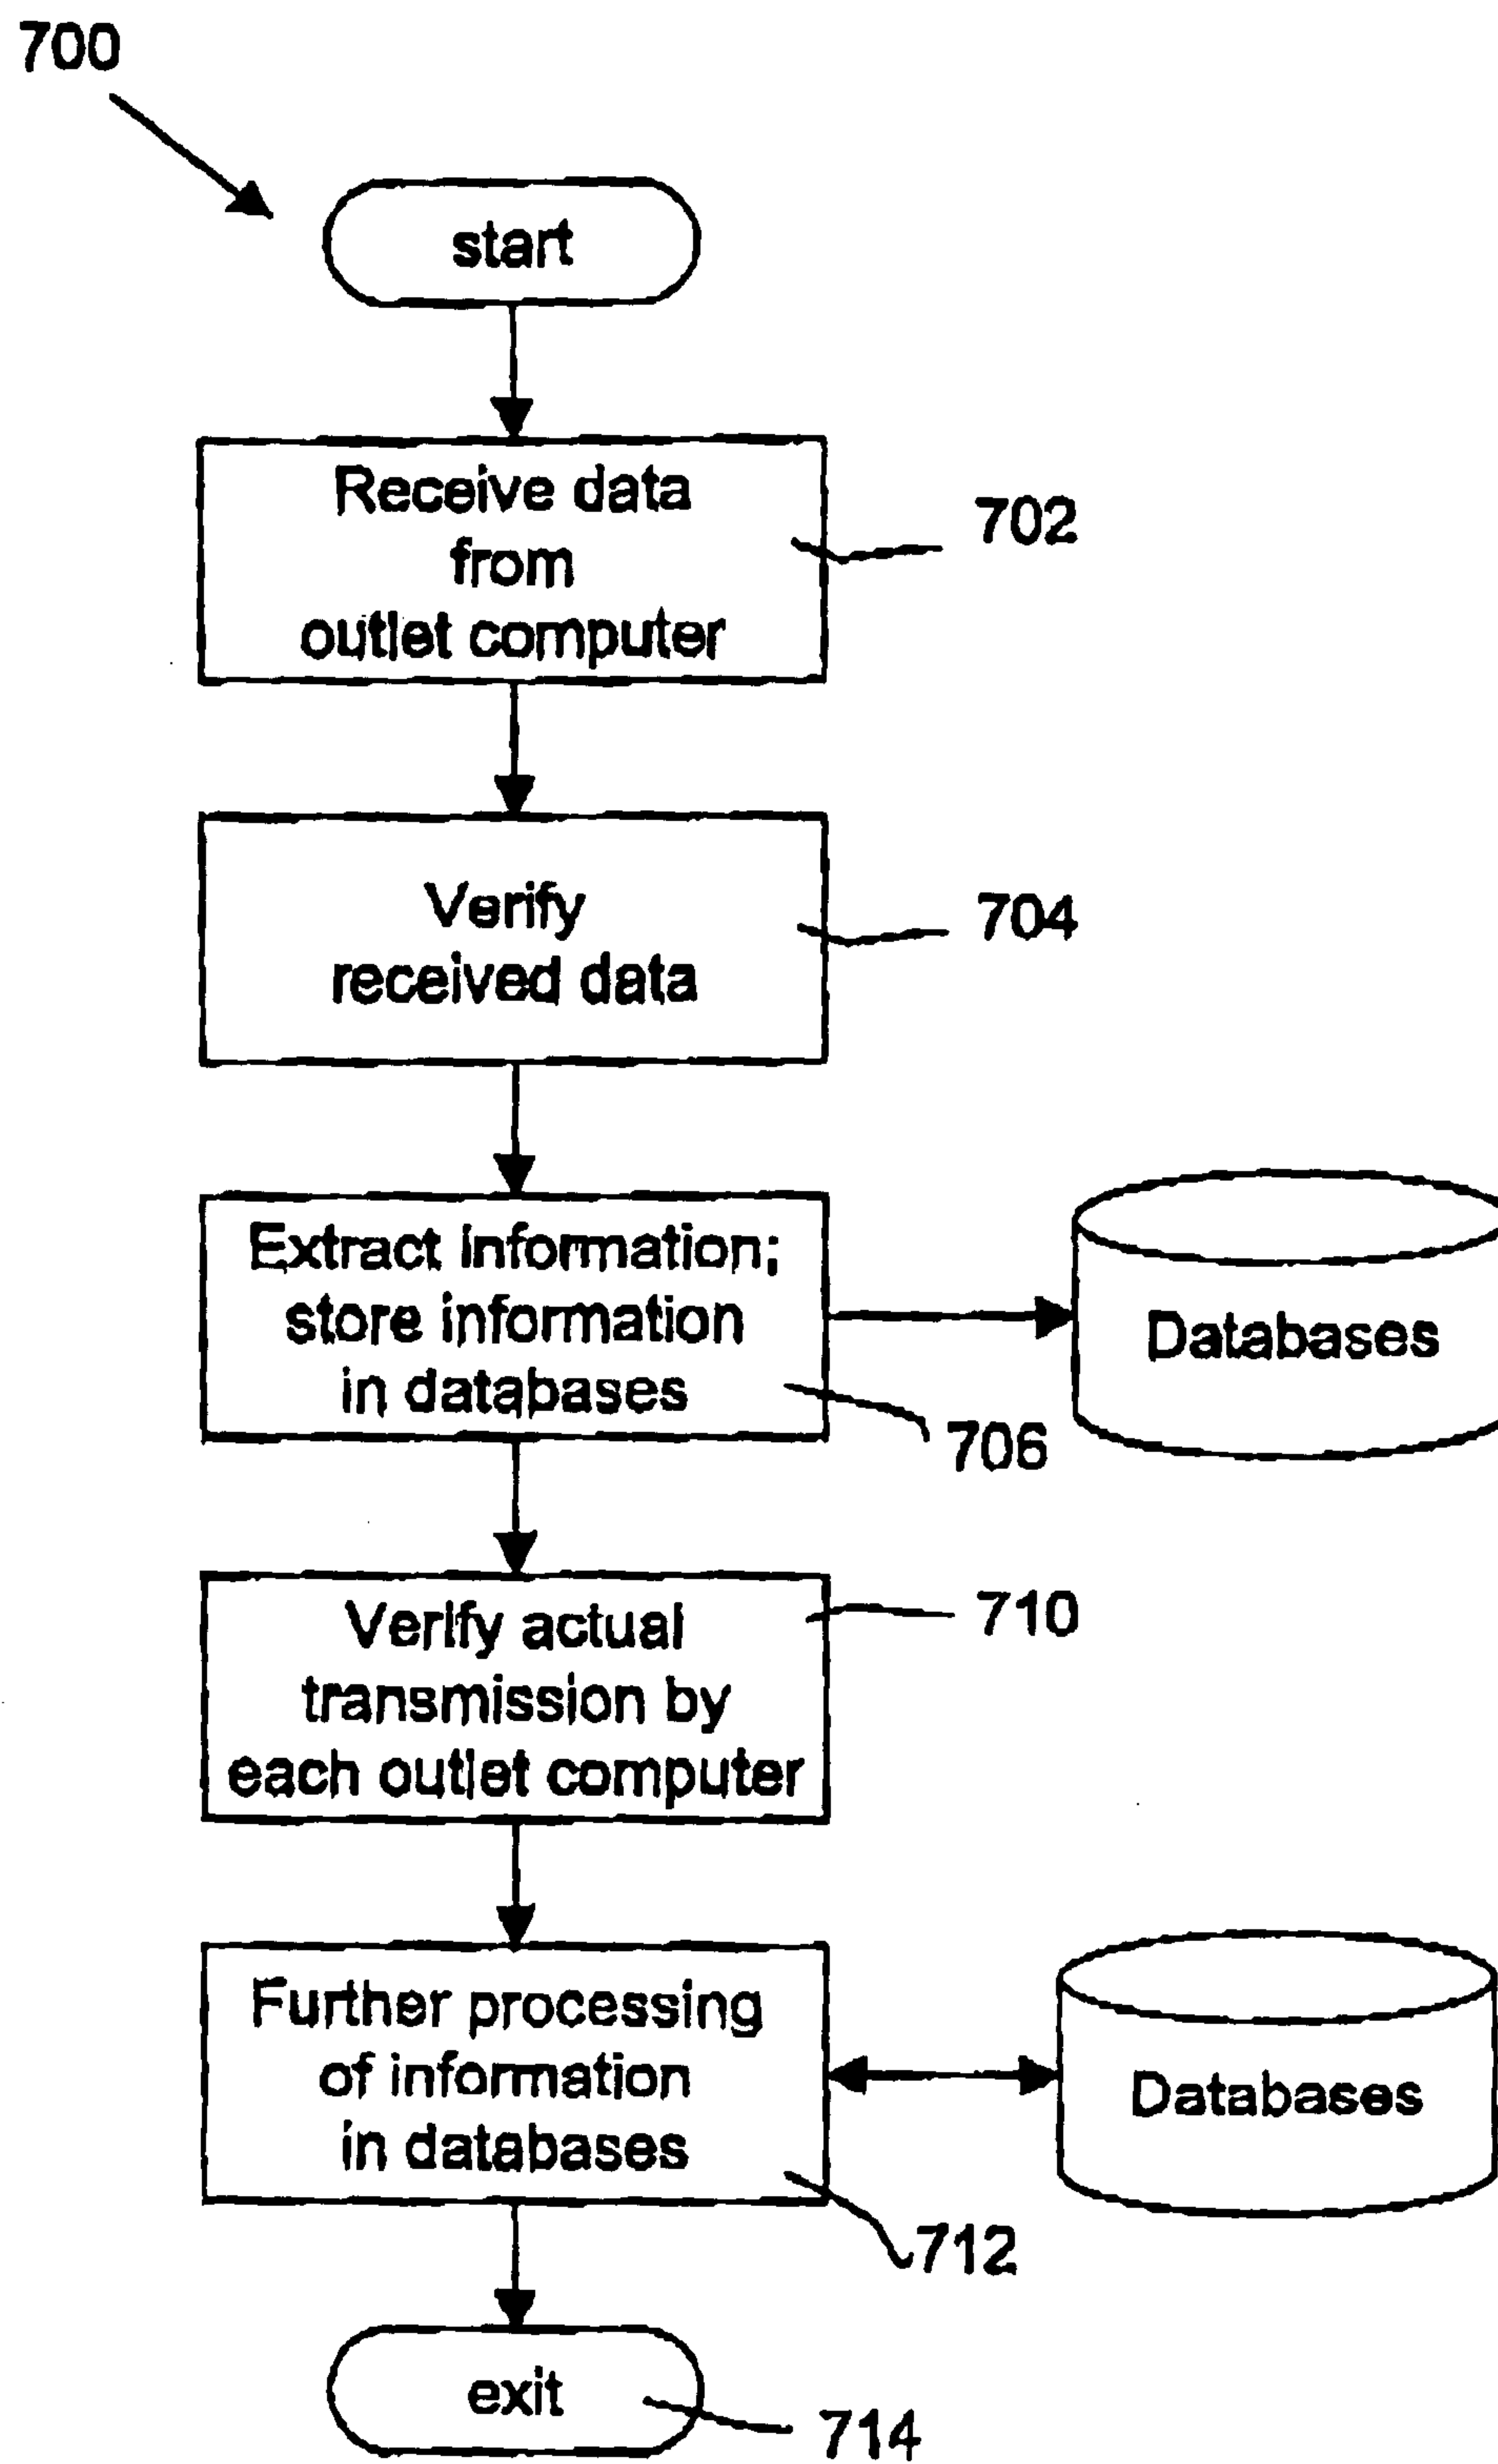 700
start
Receive data
from
outlet computer
702
Verify
received data
704
Extract information;
store information
in databases
Databases
706
Verify actual
transmission by
each outlet computer
710
Further processing
of information
in databases
Databases
712
exit
714